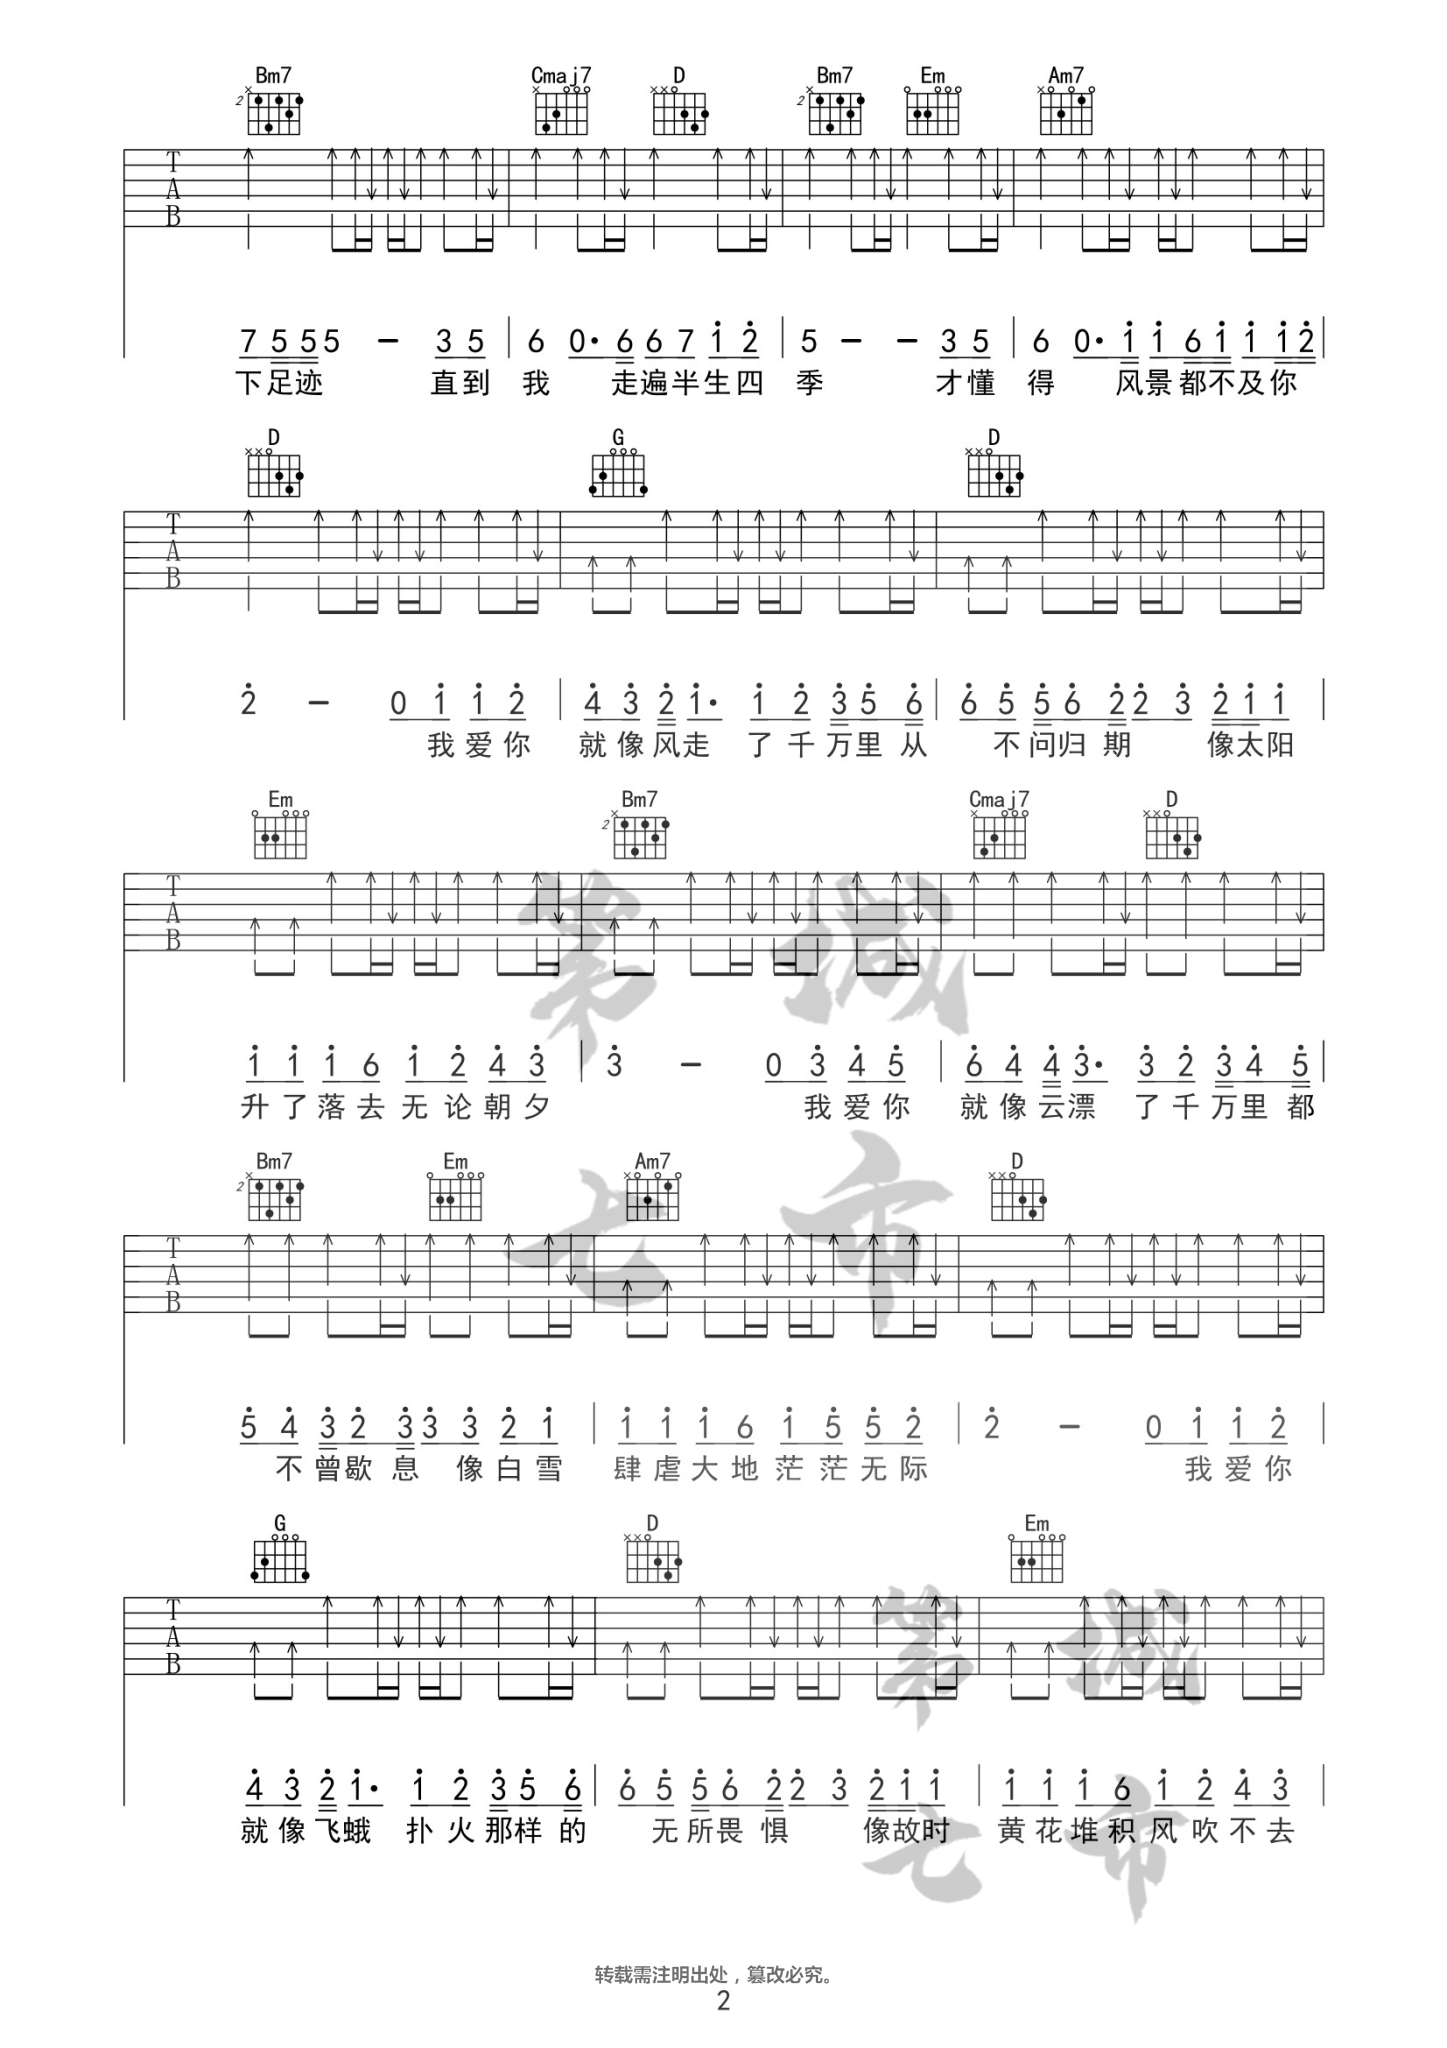 Bm7 Cmaj7 D Bm7 Em Am7
2 2
T
A
B
7 5 5 5 - 3 5 | 6 0· 6 6 7 1 2 | 5 - - 3 5 | 6 0· 1 1 6 1 1 1 2 |
下足迹 直到 我 走遍半生四 季 才懂 得 风景都不及你
D G D
T
A
B
2 - 0 1 1 2 | 4 3 2 1· 1 2 3 5 6 | 6 5 5 6 2 2 3 2 1 1 |
我爱你 就像风走 了千万里从 不问归期 像太阳
Em Bm7 Cmaj7 D
2
T
A
B
1 1 1 6 1 2 4 3 | 3 - 0 3 4 5 | 6 4 4 3· 3 2 3 4 5 |
升了落去无论朝夕 我爱你 就像云漂 了千万里都
Bm7 Em Am7 D
2
T
A
B
5 4 3 2 3 3 3 2 1 | 1 1 1 6 1 5 5 2 | 2 - 0 1 1 2 |
不曾歇息 像白雪 肆虐大地茫茫无际 我爱你
G D Em
T
A
B
4 3 2 1· 1 2 3 5 6 | 6 5 5 6 2 2 3 2 1 1 | 1 1 1 6 1 2 4 3 |
就像飞蛾 扑火那样的 无所畏惧 像故时 黄花堆积风吹不去
第七城市
第七城市
转载需注明出处，篡改必究。
2